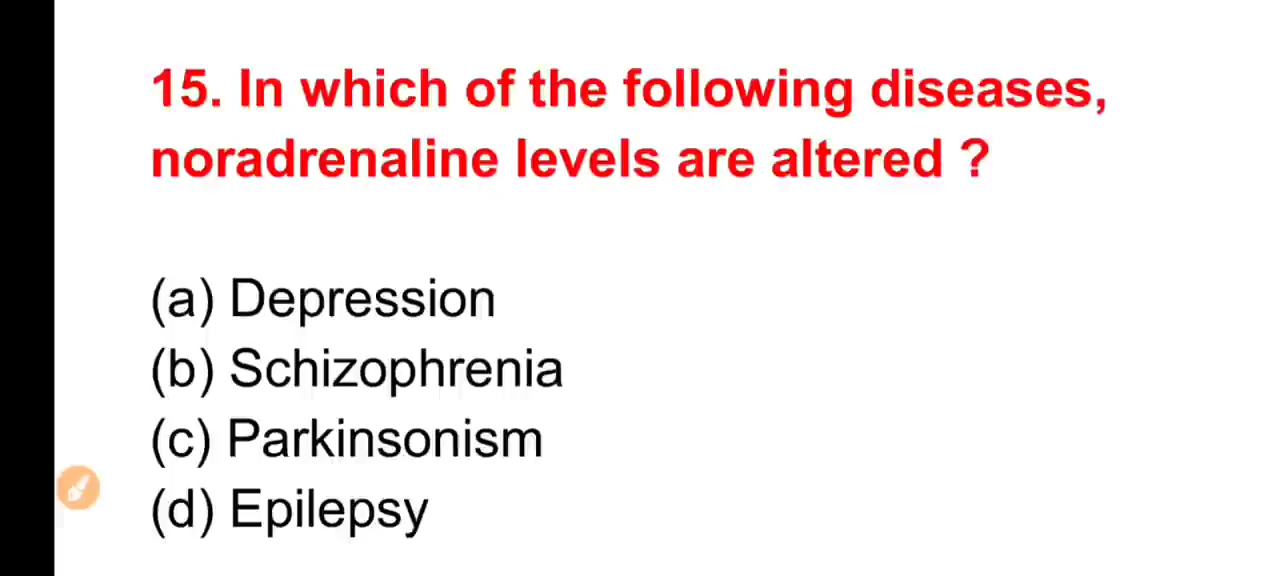 15. In which of the following diseases,
noradrenaline levels are altered ?
(a) Depression
(b) Schizophrenia
(c) Parkinsonism
(d) Epilepsy